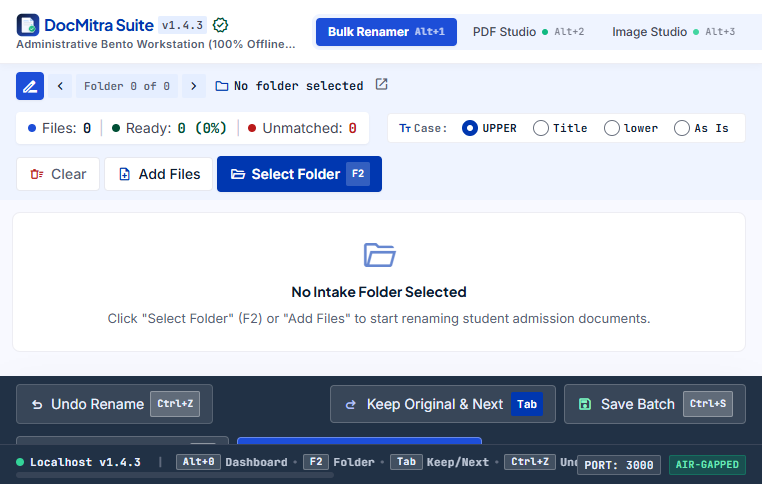 DocMitra Suite v1.4.3
Administrative Bento Workstation (100% Offline...
Bulk Renamer Alt+1 PDF Studio Alt+2 Image Studio Alt+3
Folder 0 of 0 No folder selected
Files: 0 Ready: 0 (0%) Unmatched: 0
Case: UPPER Title lower As Is
Clear Add Files Select Folder F2
No Intake Folder Selected
Click "Select Folder" (F2) or "Add Files" to start renaming student admission documents.
Undo Rename Ctrl+Z Keep Original & Next Tab Save Batch Ctrl+S
Localhost v1.4.3 | Alt+0 Dashboard • F2 Folder • Tab Keep/Next • Ctrl+Z PORT: 3000 AIR-GAPPED